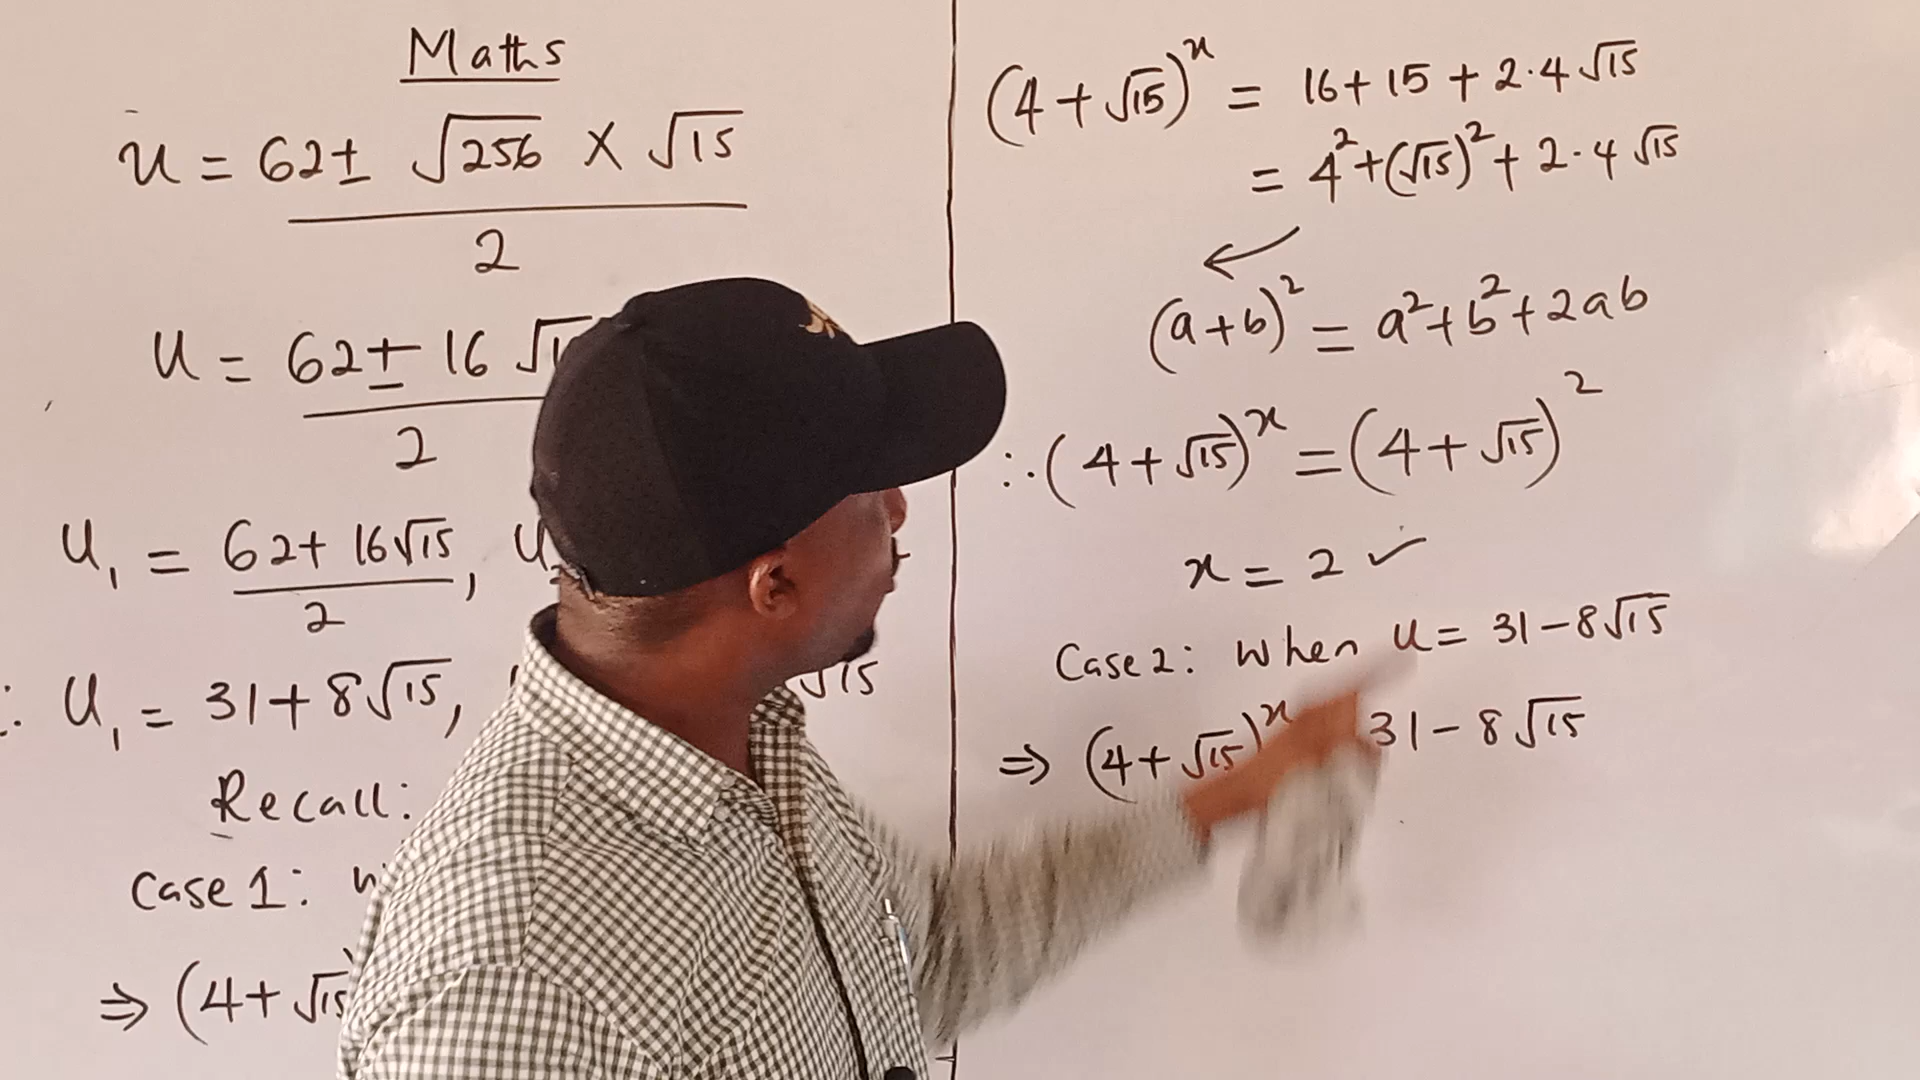 Maths
u = 62 ± √256 × √15
2
u = 62 ± 16 √1
2
u₁ = 62 + 16√15 , u₂
2
∴ u₁ = 31 + 8√15 , √15
Recall:
Case 1: w
⇒ (4 + √15
(4 + √15)ˣ = 16 + 15 + 2·4 √15
= 4² + (√15)² + 2·4 √15
←
(a + b)² = a² + b² + 2ab
∴ (4 + √15)ˣ = (4 + √15)²
x = 2 ✓
Case 2: When u = 31 − 8√15
⇒ (4 + √15)ˣ 31 − 8√15